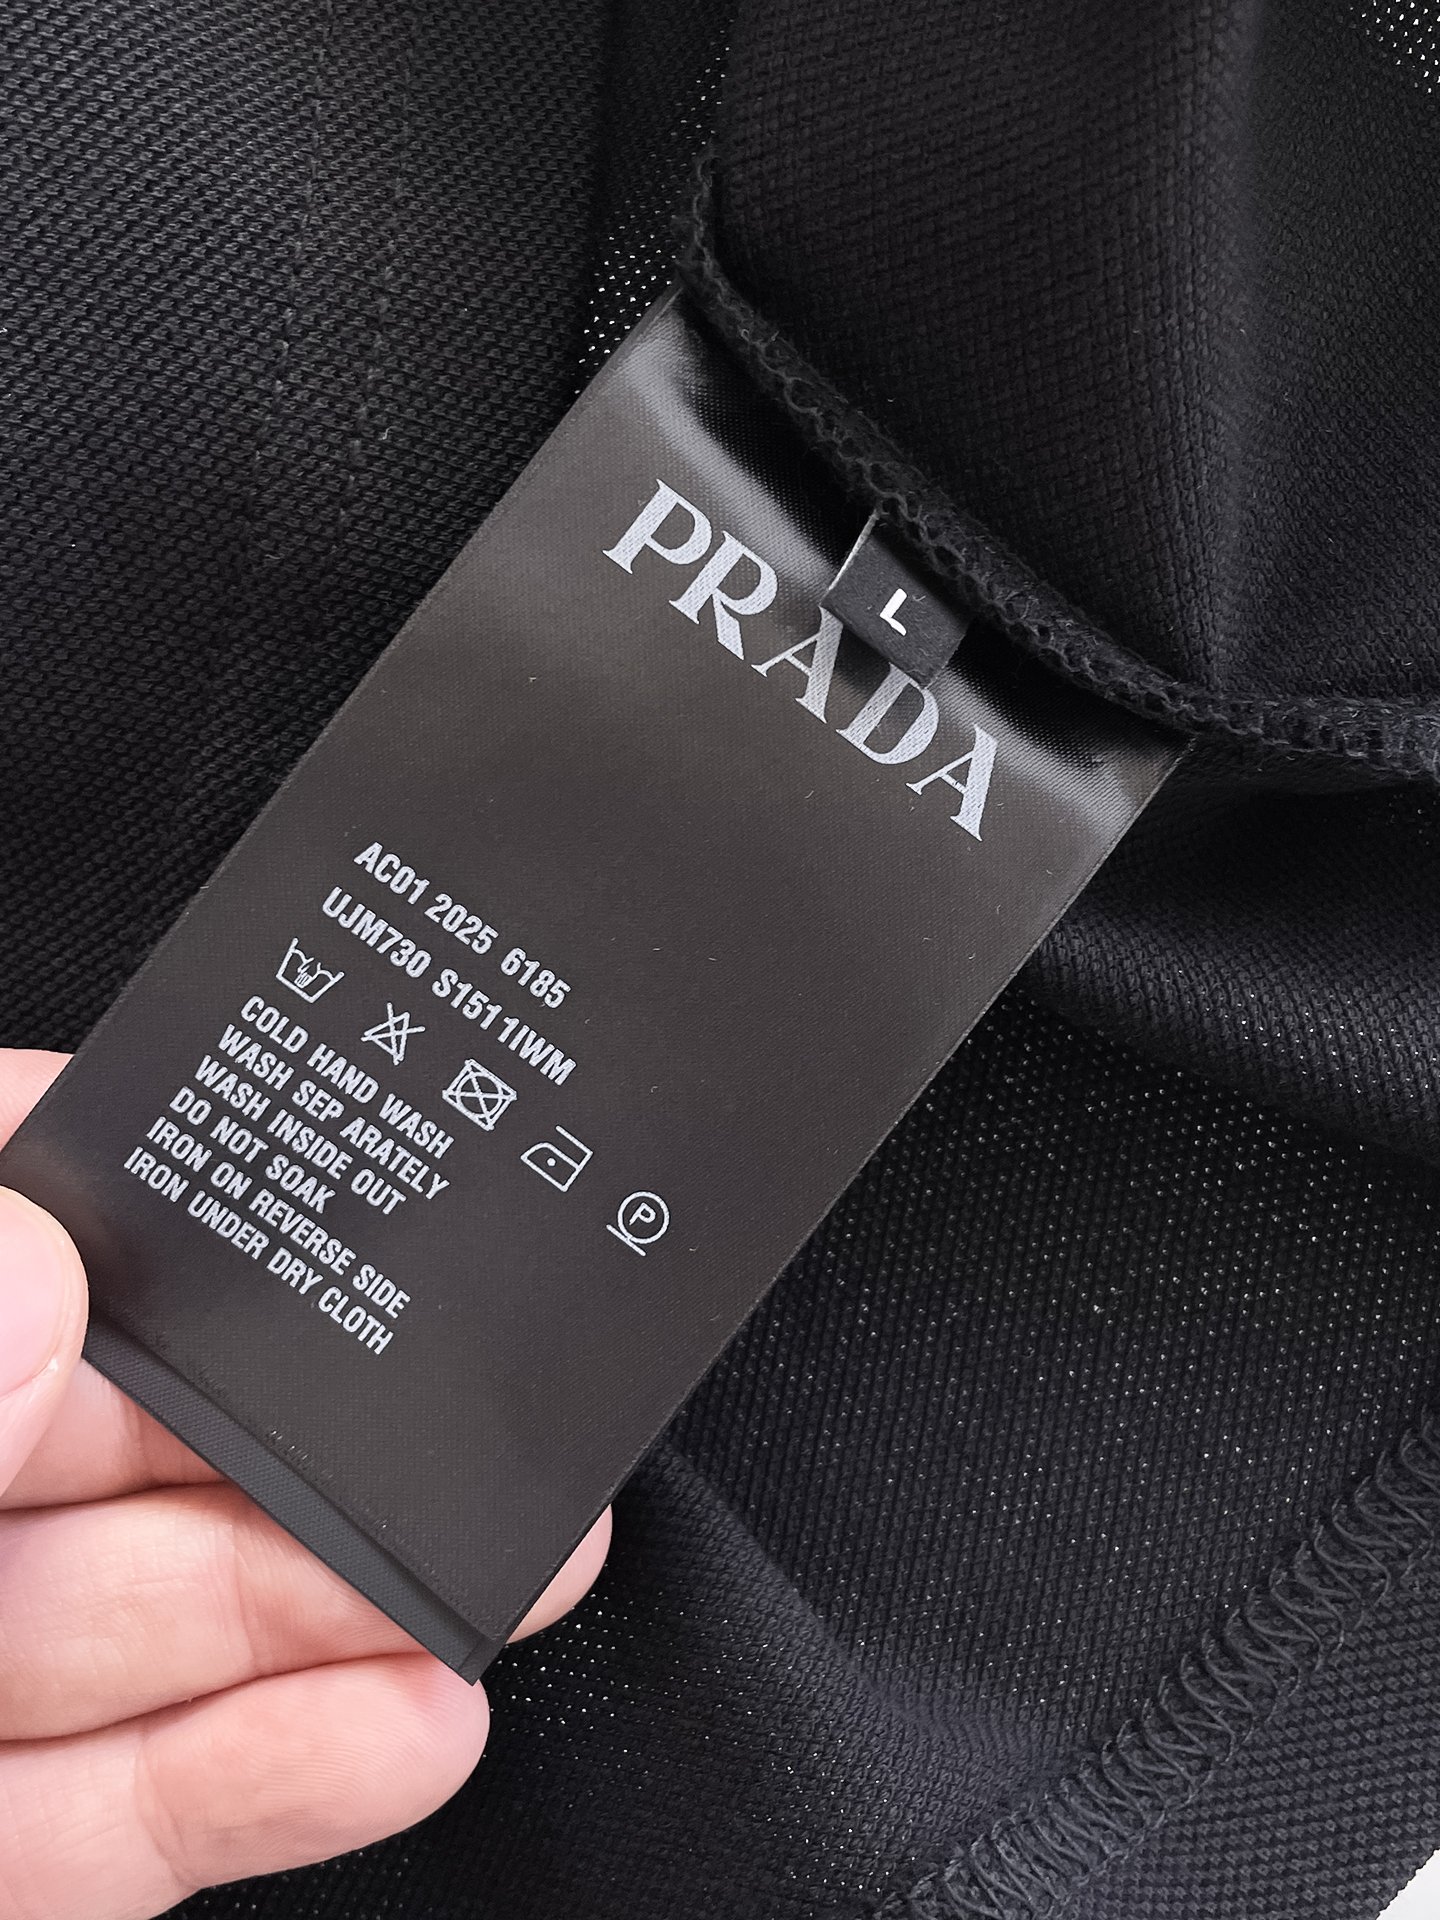 PRADA
L
AC01 2025 6185
UJM730 S1511IWM
P
COLD HAND WASH
WASH SEP ARATELY
WASH INSIDE OUT
DO NOT SOAK
IRON ON REVERSE SIDE
IRON UNDER DRY CLOTH